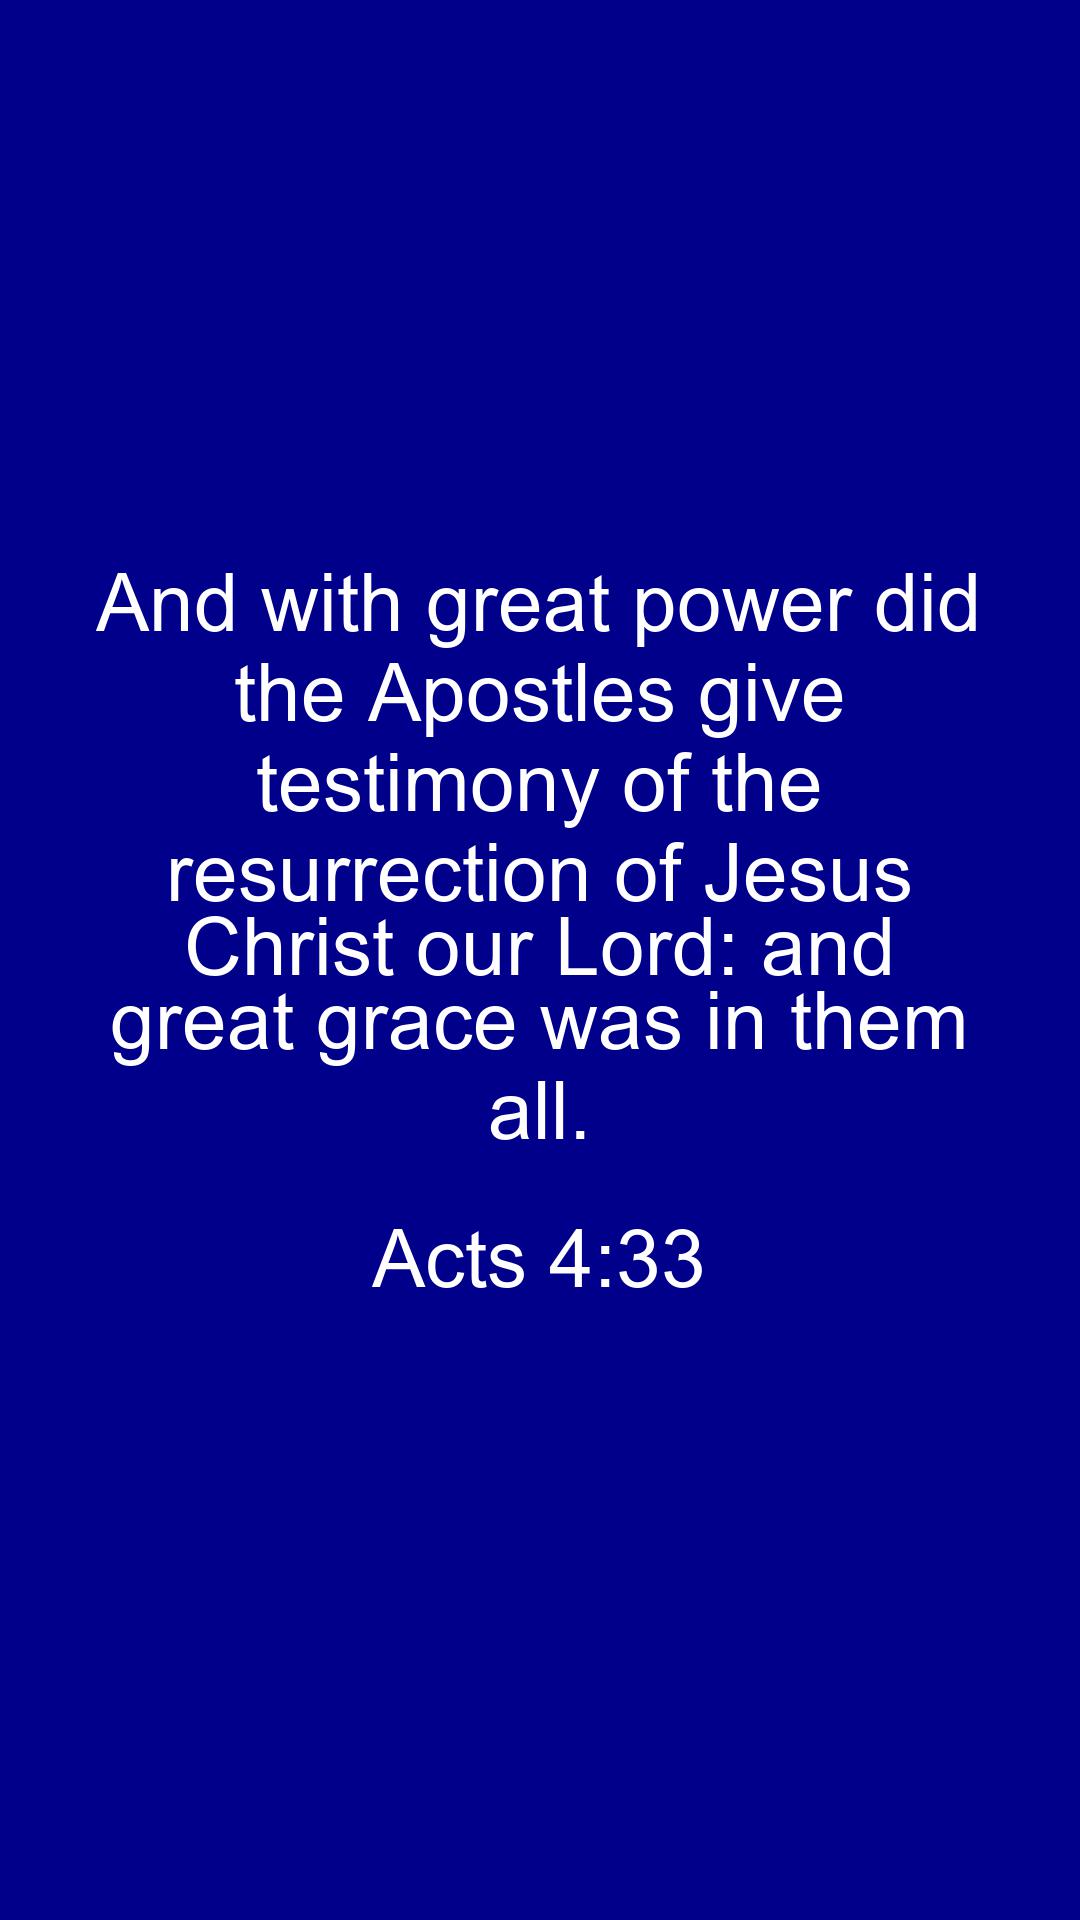 And with great power did
the Apostles give
testimony of the
resurrection of Jesus
Christ our Lord: and
great grace was in them
all.
Acts 4:33